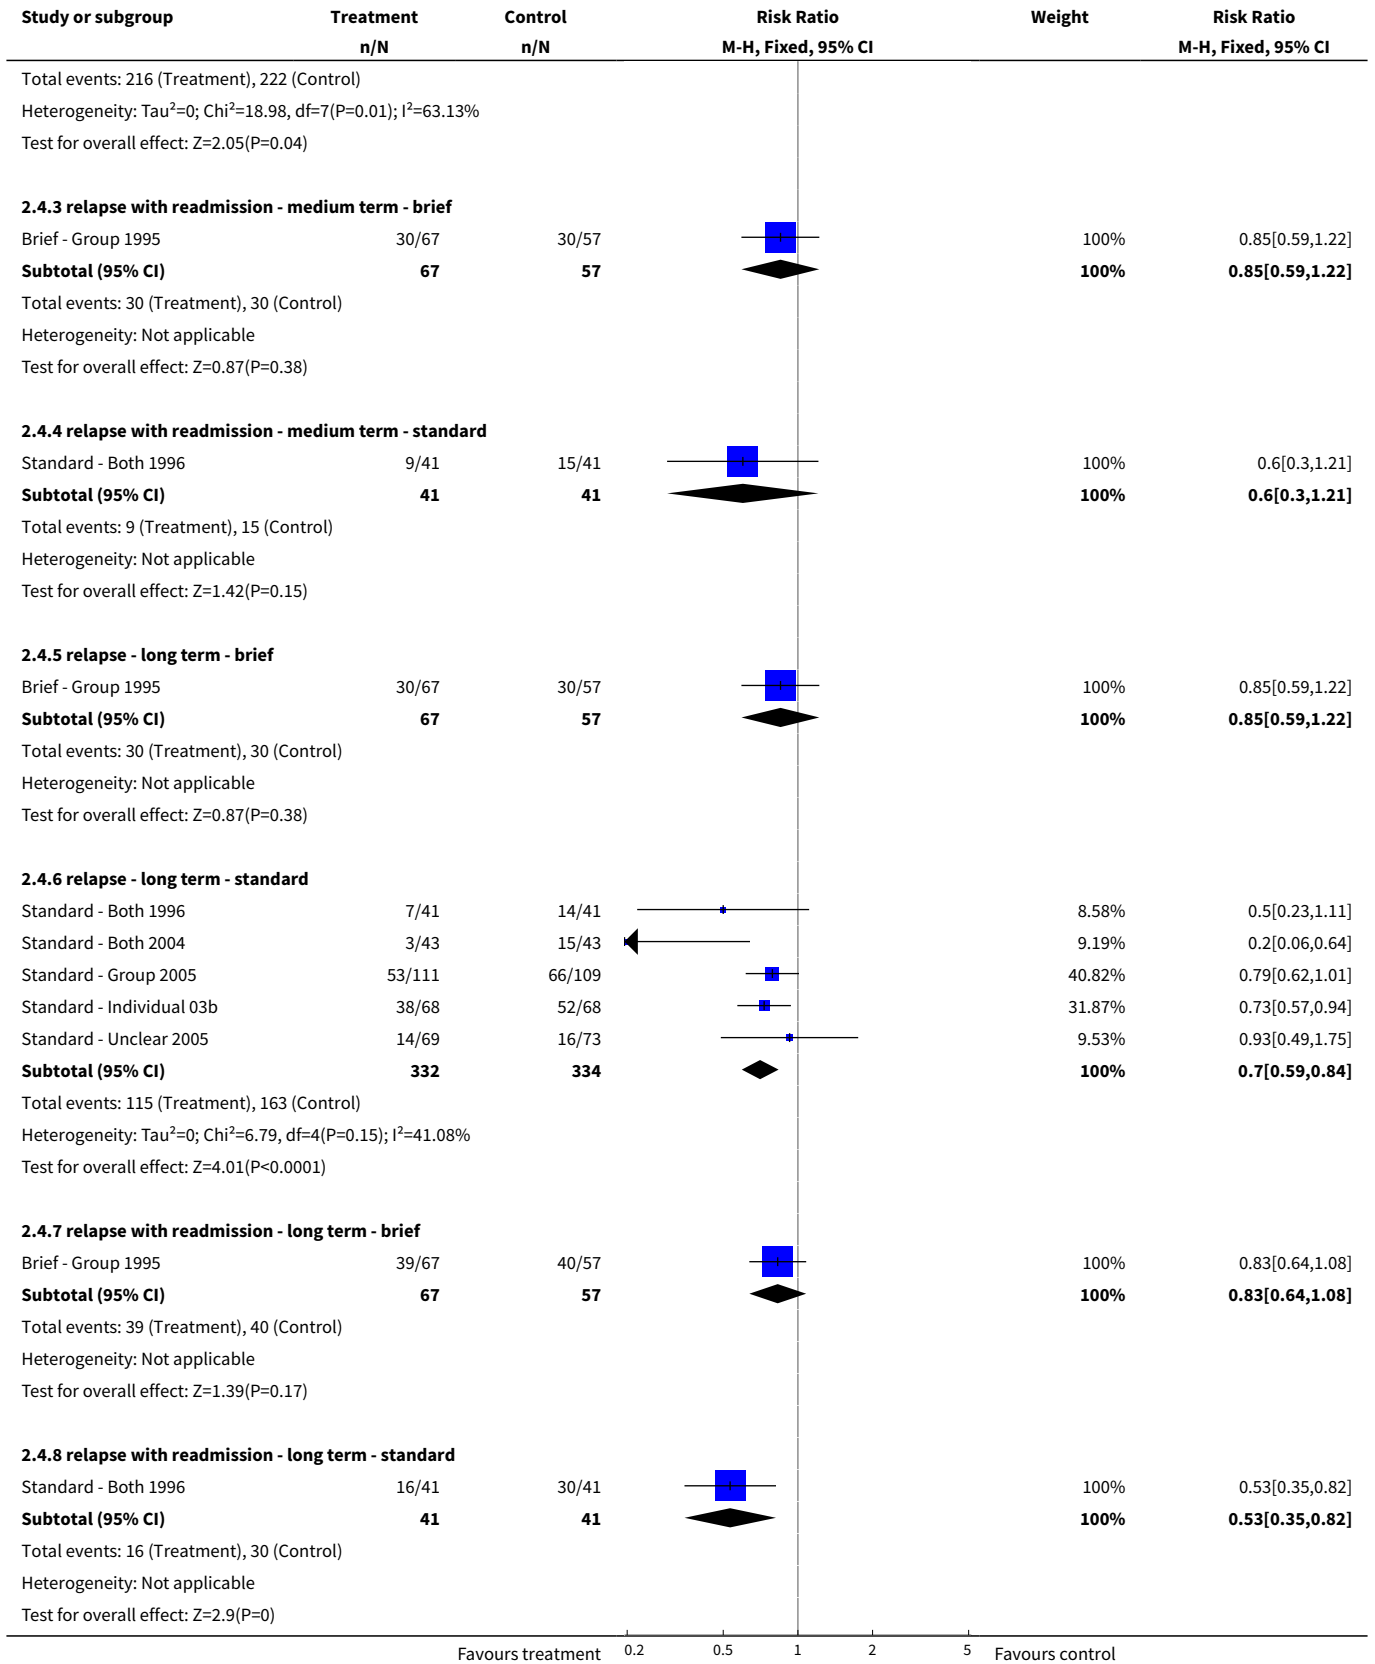 Study or subgroup Treatment Control Risk Ratio Weight Risk Ratio
n/N n/N M-H, Fixed, 95% CI M-H, Fixed, 95% CI
Total events: 216 (Treatment), 222 (Control)
Heterogeneity: Tau²=0; Chi²=18.98, df=7(P=0.01); I²=63.13%
Test for overall effect: Z=2.05(P=0.04)
2.4.3 relapse with readmission - medium term - brief
Brief - Group 1995 30/67 30/57 100% 0.85[0.59,1.22]
Subtotal (95% CI) 67 57 100% 0.85[0.59,1.22]
Total events: 30 (Treatment), 30 (Control)
Heterogeneity: Not applicable
Test for overall effect: Z=0.87(P=0.38)
2.4.4 relapse with readmission - medium term - standard
Standard - Both 1996 9/41 15/41 100% 0.6[0.3,1.21]
Subtotal (95% CI) 41 41 100% 0.6[0.3,1.21]
Total events: 9 (Treatment), 15 (Control)
Heterogeneity: Not applicable
Test for overall effect: Z=1.42(P=0.15)
2.4.5 relapse - long term - brief
Brief - Group 1995 30/67 30/57 100% 0.85[0.59,1.22]
Subtotal (95% CI) 67 57 100% 0.85[0.59,1.22]
Total events: 30 (Treatment), 30 (Control)
Heterogeneity: Not applicable
Test for overall effect: Z=0.87(P=0.38)
2.4.6 relapse - long term - standard
Standard - Both 1996 7/41 14/41 8.58% 0.5[0.23,1.11]
Standard - Both 2004 3/43 15/43 9.19% 0.2[0.06,0.64]
Standard - Group 2005 53/111 66/109 40.82% 0.79[0.62,1.01]
Standard - Individual 03b 38/68 52/68 31.87% 0.73[0.57,0.94]
Standard - Unclear 2005 14/69 16/73 9.53% 0.93[0.49,1.75]
Subtotal (95% CI) 332 334 100% 0.7[0.59,0.84]
Total events: 115 (Treatment), 163 (Control)
Heterogeneity: Tau²=0; Chi²=6.79, df=4(P=0.15); I²=41.08%
Test for overall effect: Z=4.01(P<0.0001)
2.4.7 relapse with readmission - long term - brief
Brief - Group 1995 39/67 40/57 100% 0.83[0.64,1.08]
Subtotal (95% CI) 67 57 100% 0.83[0.64,1.08]
Total events: 39 (Treatment), 40 (Control)
Heterogeneity: Not applicable
Test for overall effect: Z=1.39(P=0.17)
2.4.8 relapse with readmission - long term - standard
Standard - Both 1996 16/41 30/41 100% 0.53[0.35,0.82]
Subtotal (95% CI) 41 41 100% 0.53[0.35,0.82]
Total events: 16 (Treatment), 30 (Control)
Heterogeneity: Not applicable
Test for overall effect: Z=2.9(P=0)
Favours treatment 0.2 0.5 1 2 5 Favours control